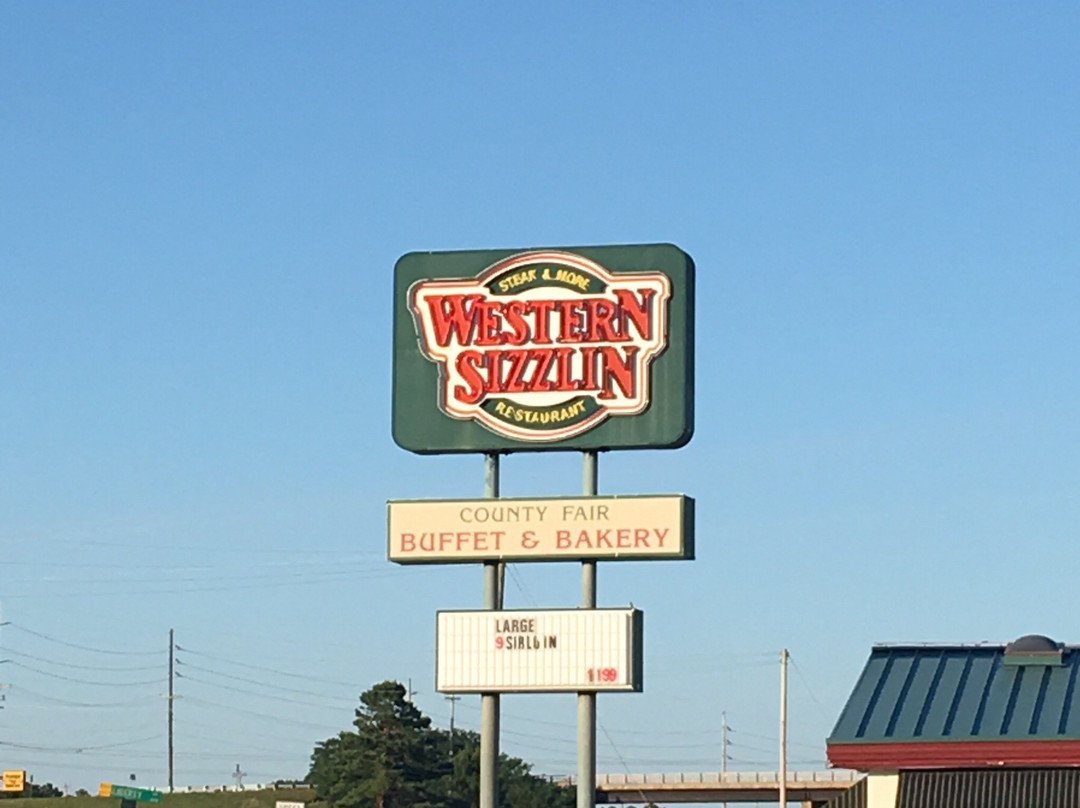 STEAK & MORE
WESTERN
SIZZLIN
RESTAURANT
COUNTY FAIR
BUFFET & BAKERY
LARGE
9 SIRLOIN
1199